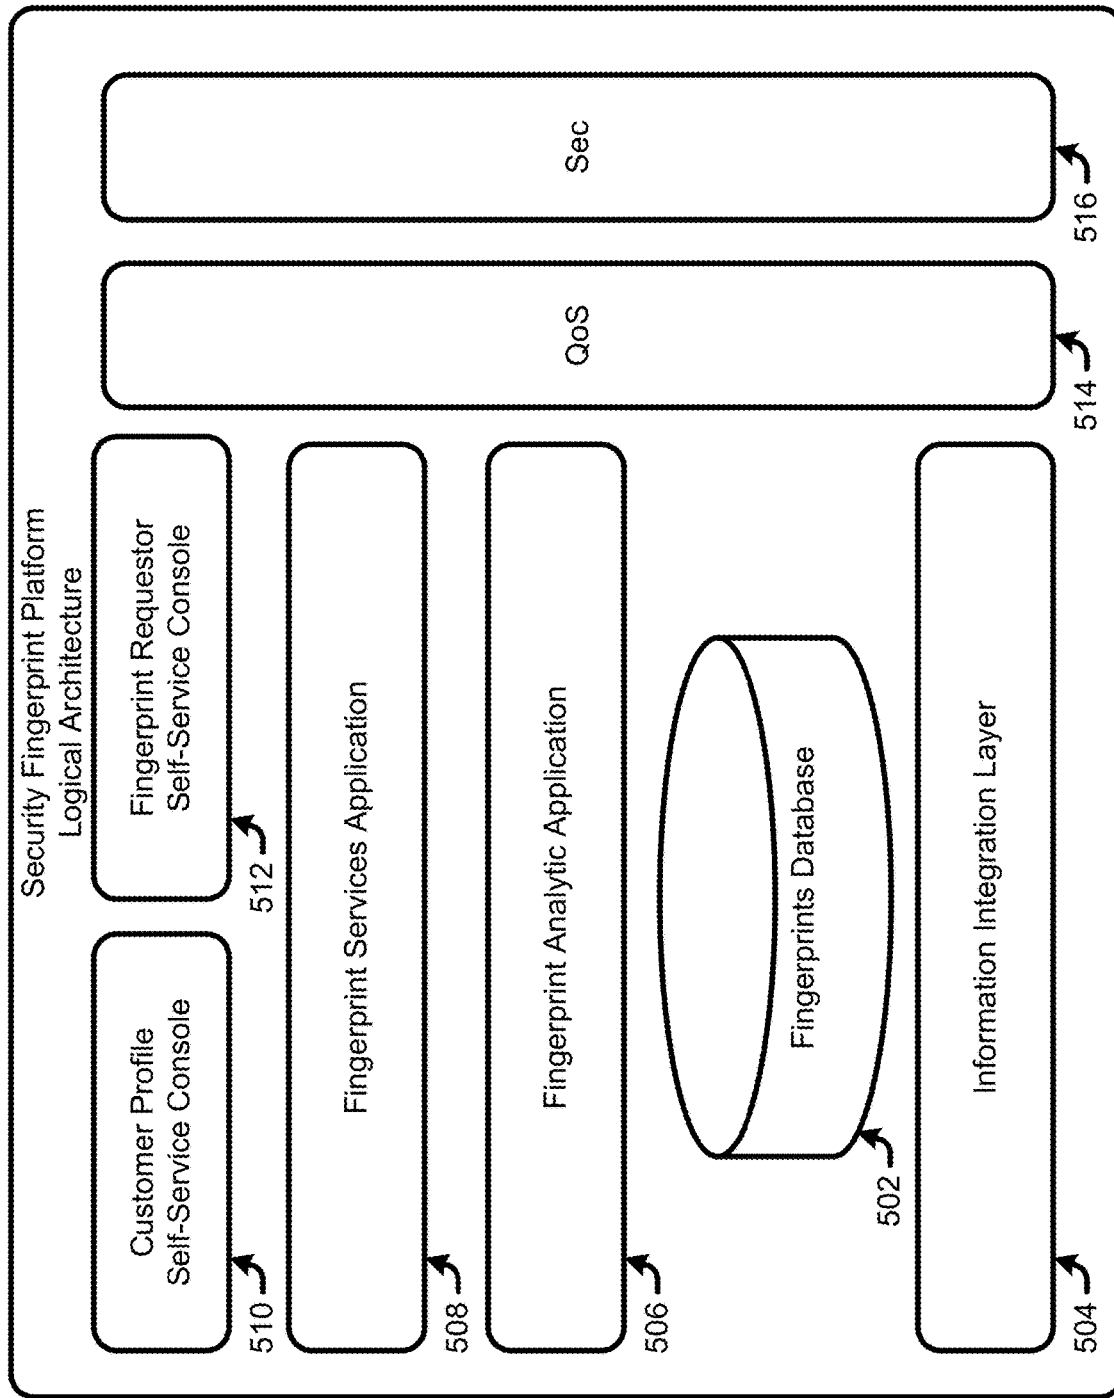 Security Fingerprint Platform
Logical Architecture
Customer Profile
Self-Service Console
510
Fingerprint Requestor
Self-Service Console
512
Fingerprint Services Application
508
Fingerprint Analytic Application
506
Fingerprints Database
502
Information Integration Layer
504
QoS
514
Sec
516